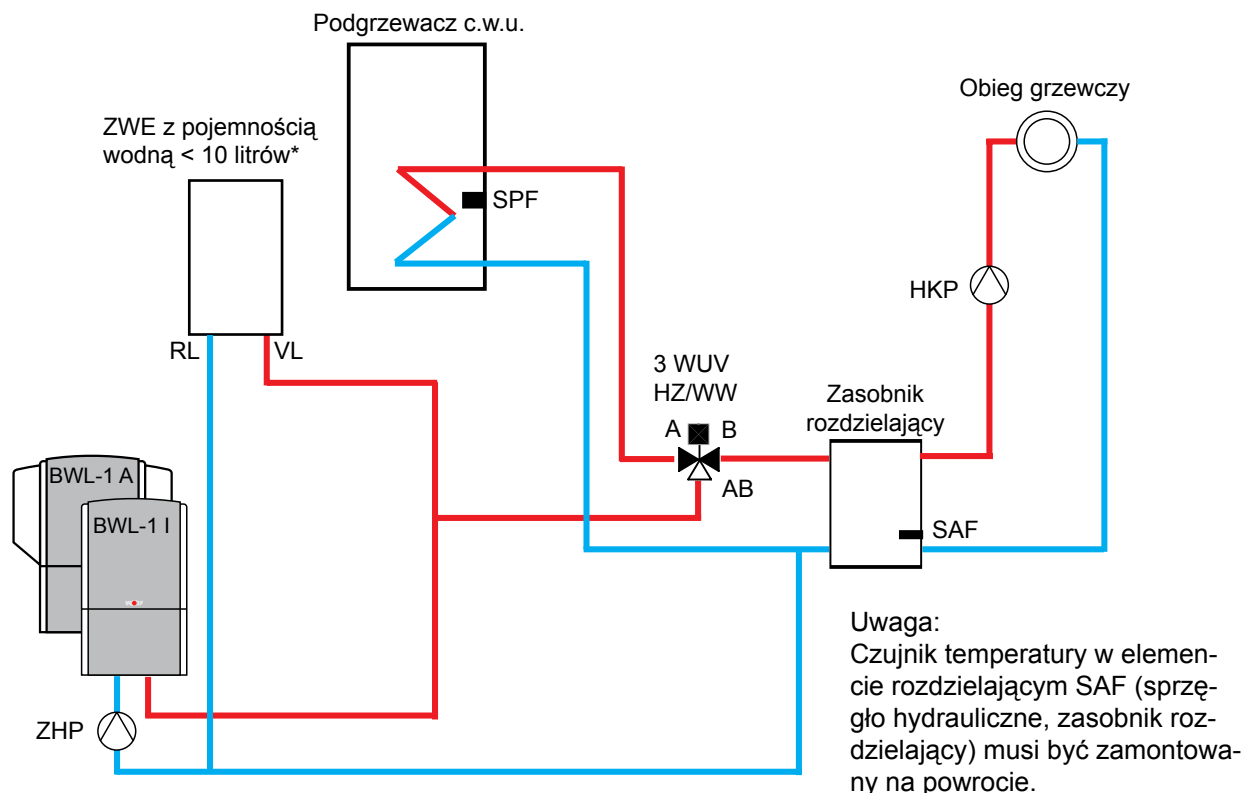 Podgrzewacz c.w.u.
Obieg grzewczy
ZWE z pojemnością
wodną < 10 litrów*
SPF
HKP
RL
VL
3 WUV
HZ/WW
A
B
AB
Zasobnik
rozdzielający
SAF
BWL-1 A
BWL-1 I
ZHP
Uwaga:
Czujnik temperatury w elemen-
cie rozdzielającym SAF (sprzę-
gło hydrauliczne, zasobnik roz-
dzielający) musi być zamontowa-
ny na powrocie.